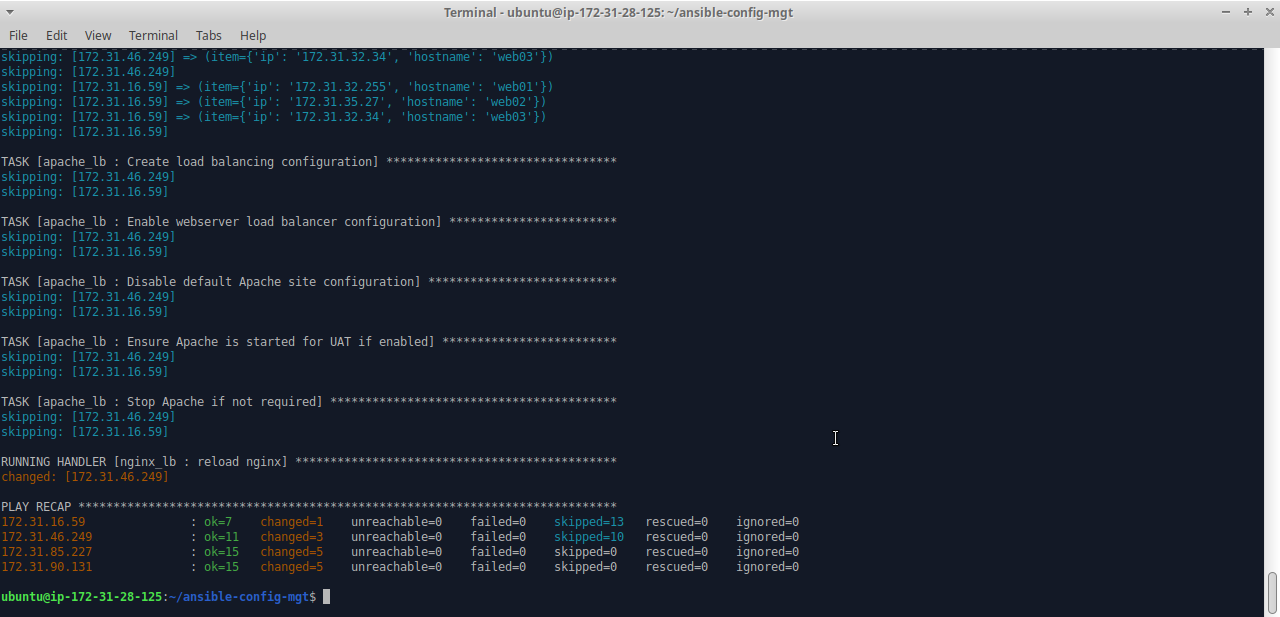 Terminal - ubuntu@ip-172-31-28-125: ~/ansible-config-mgt
File Edit View Terminal Tabs Help
skipping: [172.31.46.249] => (item={'ip': '172.31.32.34', 'hostname': 'web03'})
skipping: [172.31.46.249]
skipping: [172.31.16.59] => (item={'ip': '172.31.32.255', 'hostname': 'web01'})
skipping: [172.31.16.59] => (item={'ip': '172.31.35.27', 'hostname': 'web02'})
skipping: [172.31.16.59] => (item={'ip': '172.31.32.34', 'hostname': 'web03'})
skipping: [172.31.16.59]
TASK [apache_lb : Create load balancing configuration] *********************************
skipping: [172.31.46.249]
skipping: [172.31.16.59]
TASK [apache_lb : Enable webserver load balancer configuration] ************************
skipping: [172.31.46.249]
skipping: [172.31.16.59]
TASK [apache_lb : Disable default Apache site configuration] ***************************
skipping: [172.31.46.249]
skipping: [172.31.16.59]
TASK [apache_lb : Ensure Apache is started for UAT if enabled] *************************
skipping: [172.31.46.249]
skipping: [172.31.16.59]
TASK [apache_lb : Stop Apache if not required] *****************************************
skipping: [172.31.46.249]
skipping: [172.31.16.59]
RUNNING HANDLER [nginx_lb : reload nginx] **********************************************
changed: [172.31.46.249]
PLAY RECAP *****************************************************************************
172.31.16.59 : ok=7 changed=1 unreachable=0 failed=0 skipped=13 rescued=0 ignored=0
172.31.46.249 : ok=11 changed=3 unreachable=0 failed=0 skipped=10 rescued=0 ignored=0
172.31.85.227 : ok=15 changed=5 unreachable=0 failed=0 skipped=0 rescued=0 ignored=0
172.31.90.131 : ok=15 changed=5 unreachable=0 failed=0 skipped=0 rescued=0 ignored=0
ubuntu@ip-172-31-28-125:~/ansible-config-mgt$